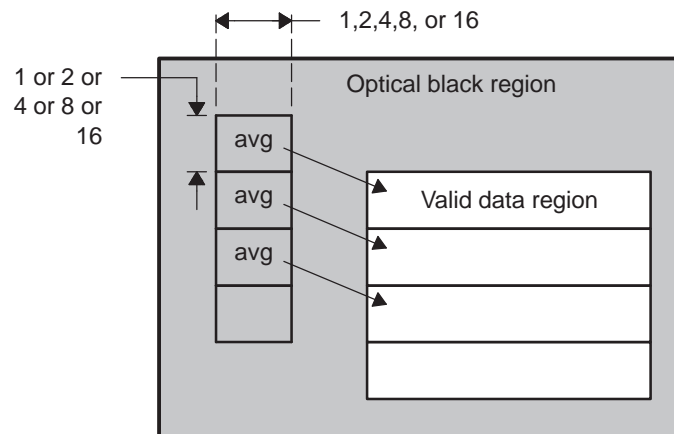 1,2,4,8, or 16
1 or 2 or
4 or 8 or
16
Optical black region
avg
Valid data region
avg
avg